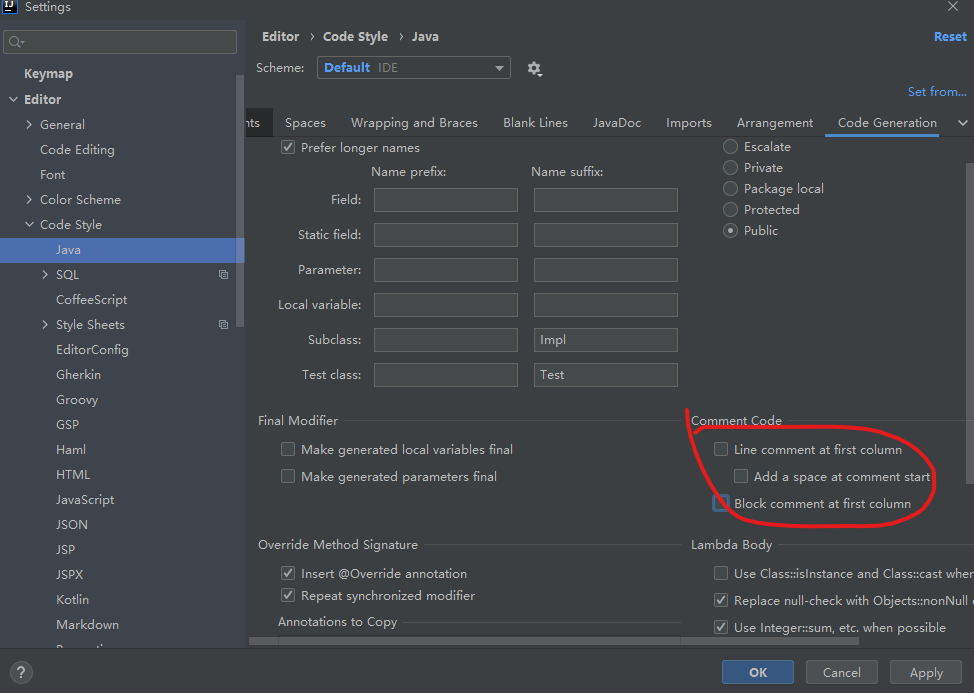 Settings
Keymap
Editor
General
Code Editing
Font
Color Scheme
Code Style
Java
SQL
CoffeeScript
Style Sheets
EditorConfig
Gherkin
Groovy
GSP
Haml
HTML
JavaScript
JSON
JSP
JSPX
Kotlin
Markdown
Editor › Code Style › Java
Reset
Scheme: Default IDE
Set from...
nts Spaces Wrapping and Braces Blank Lines JavaDoc Imports Arrangement Code Generation
Prefer longer names
Name prefix: Name suffix:
Field:
Static field:
Parameter:
Local variable:
Subclass: Impl
Test class: Test
Escalate
Private
Package local
Protected
Public
Final Modifier
Make generated local variables final
Make generated parameters final
Comment Code
Line comment at first column
Add a space at comment start
Block comment at first column
Override Method Signature
Insert @Override annotation
Repeat synchronized modifier
Annotations to Copy
Lambda Body
Use Class::isInstance and Class::cast when
Replace null-check with Objects::nonNull
Use Integer::sum, etc. when possible
? OK Cancel Apply